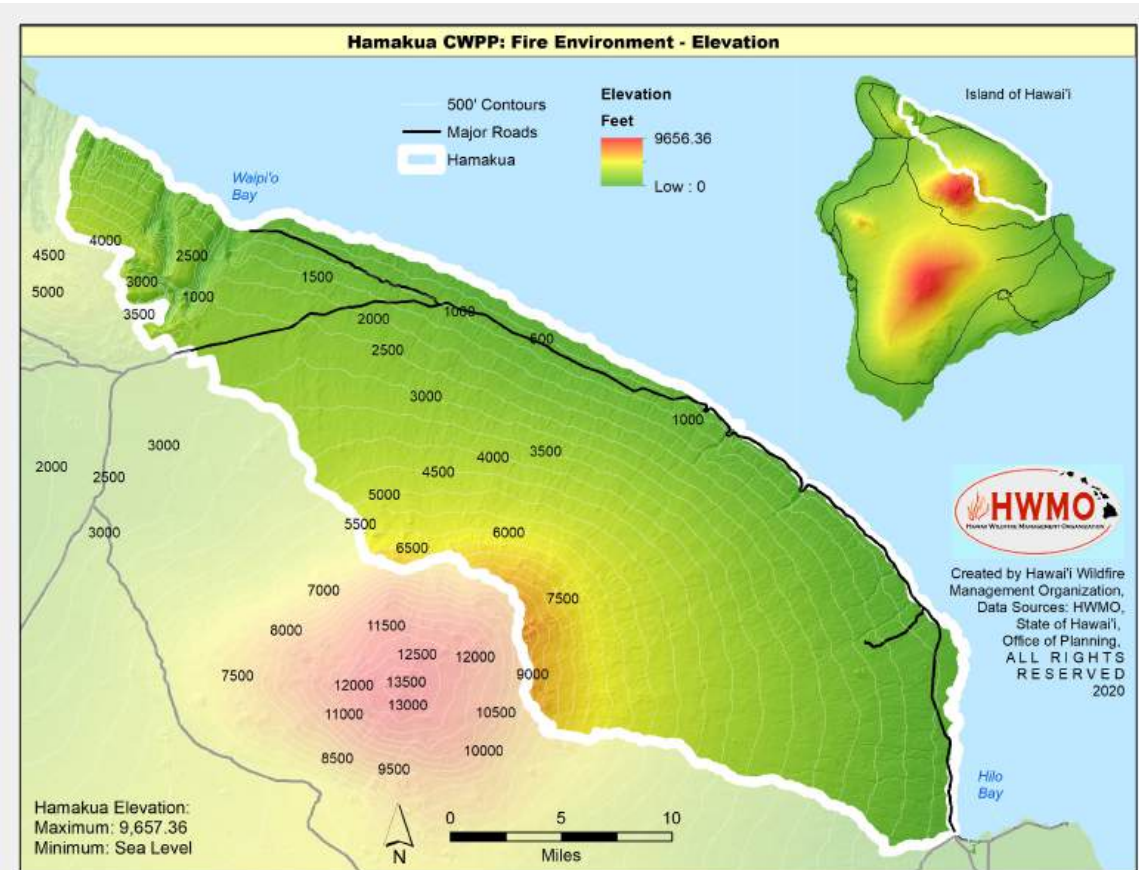 Hamakua CWPP: Fire Environment - Elevation
500' Contours
Major Roads
Hamakua
Elevation
Feet
9656.36
Low : 0
Island of Hawai'i
Waipi'o
Bay
4000
4500
2500
3000
1000
5000
3500
1500
2000
1000
500
2500
3000
1000
3000
2000
2500
3500
4000
4500
5000
3000
5500
6000
6500
7000
7500
8000
11500
12500
12000
7500
12000
13500
9000
11000
13000
10500
8500
9500
10000
HWMO
HAWAII WILDFIRE MANAGEMENT ORGANIZATION
Created by Hawai'i Wildfire
Management Organization,
Data Sources: HWMO,
State of Hawai'i,
Office of Planning,
ALL RIGHTS
RESERVED
2020
Hilo
Bay
Hamakua Elevation:
Maximum: 9,657.36
Minimum: Sea Level
N
0 5 10
Miles